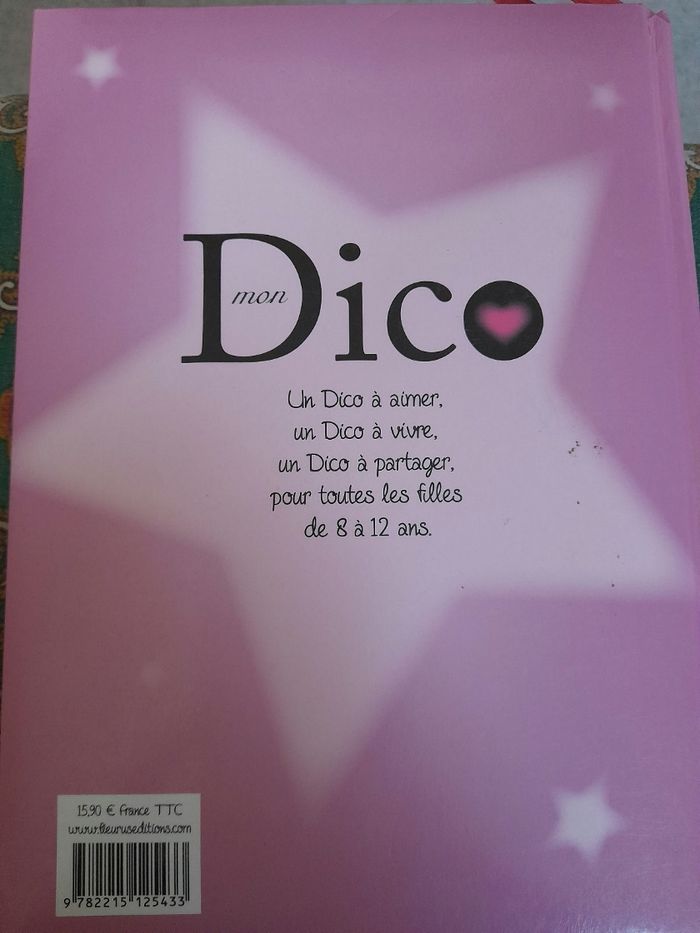 mon
Dico
Un Dico à aimer,
un Dico à vivre,
un Dico à partager,
pour toutes les filles
de 8 à 12 ans.
15,90 € France TTC
www.fleuruseditions.com
9 782215 125433